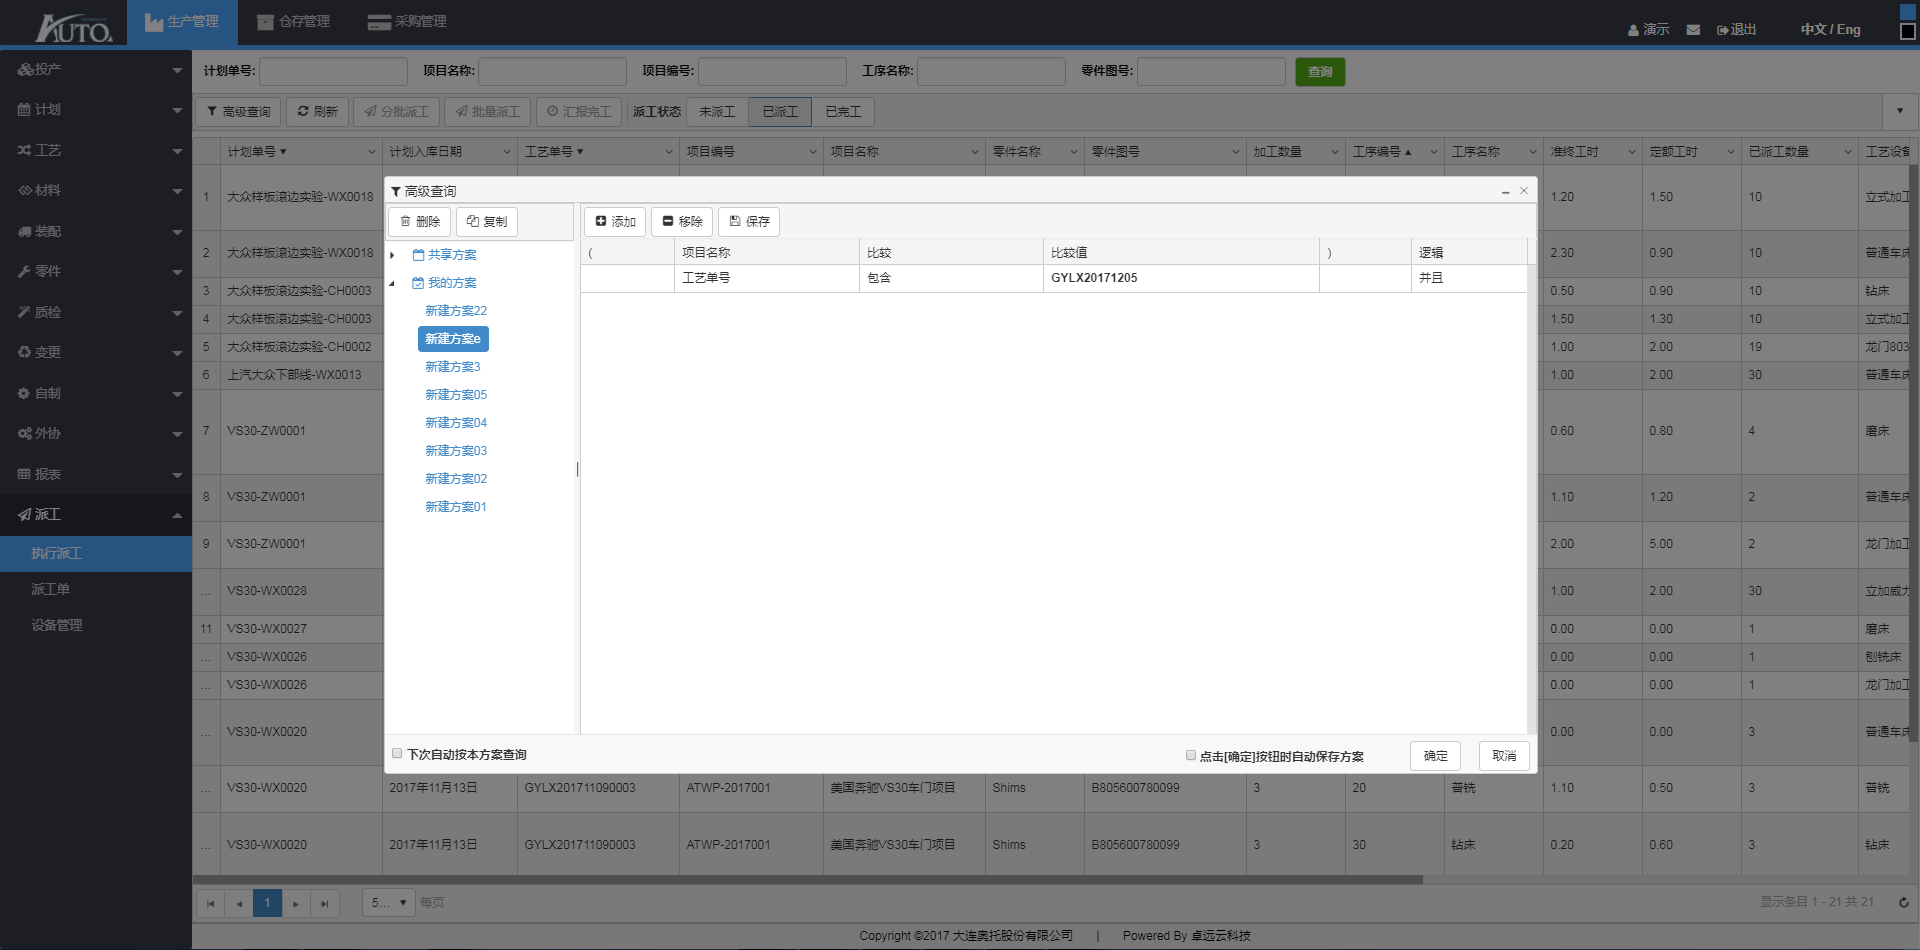 AUTO.
生产管理
仓存管理
采购管理
演示
退出
中文 / Eng
投产
计划
工艺
材料
装配
零件
质检
变更
自制
外协
报表
派工
执行派工
派工单
设备管理
计划单号: 项目名称: 项目编号: 工序名称: 零件图号: 查询
高级查询 刷新 分批派工 批量派工 汇报完工 派工状态 未派工 已派工 已完工
计划单号 计划入库日期 工艺单号 项目编号 项目名称 零件名称 零件图号 加工数量 工序编号 工序名称 准终工时 定额工时 已派工数量 工艺设备
1 大众样板滚边实验-WX0018 1.20 1.50 10 立式加工
2 大众样板滚边实验-WX0018 2.30 0.90 10 普通车床
3 大众样板滚边实验-CH0003 0.50 0.90 10 钻床
4 大众样板滚边实验-CH0003 1.50 1.30 10 立式加工
5 大众样板滚边实验-CH0002 1.00 2.00 19 龙门803
6 上汽大众下部线-WX0013 1.00 2.00 30 普通车床
7 VS30-ZW0001 0.60 0.80 4 磨床
8 VS30-ZW0001 1.10 1.20 2 普通车床
9 VS30-ZW0001 2.00 5.00 2 龙门加工
... VS30-WX0028 1.00 2.00 30 立加威力
11 VS30-WX0027 0.00 0.00 1 磨床
... VS30-WX0026 0.00 0.00 1 刨铣床
... VS30-WX0026 0.00 0.00 1 龙门加工
... VS30-WX0020 0.00 0.00 3 普通车床
... VS30-WX0020 2017年11月13日 GYLX201711090003 ATWP-2017001 美国奔驰VS30车门项目 Shims B805600780099 3 20 普铣 1.10 0.50 3 普铣
... VS30-WX0020 2017年11月13日 GYLX201711090003 ATWP-2017001 美国奔驰VS30车门项目 Shims B805600780099 3 30 钻床 0.20 0.60 3 钻床
高级查询
删除 复制
添加 移除 保存
共享方案
我的方案
新建方案22
新建方案e
新建方案3
新建方案05
新建方案04
新建方案03
新建方案02
新建方案01
( 项目名称 比较 比较值 ) 逻辑
工艺单号 包含 GYLX20171205 并且
下次自动按本方案查询
点击[确定]按钮时自动保存方案
确定 取消
1 5... 每页 显示条目 1 - 21 共 21
Copyright ©2017 大连奥托股份有限公司 | Powered By 卓远云科技